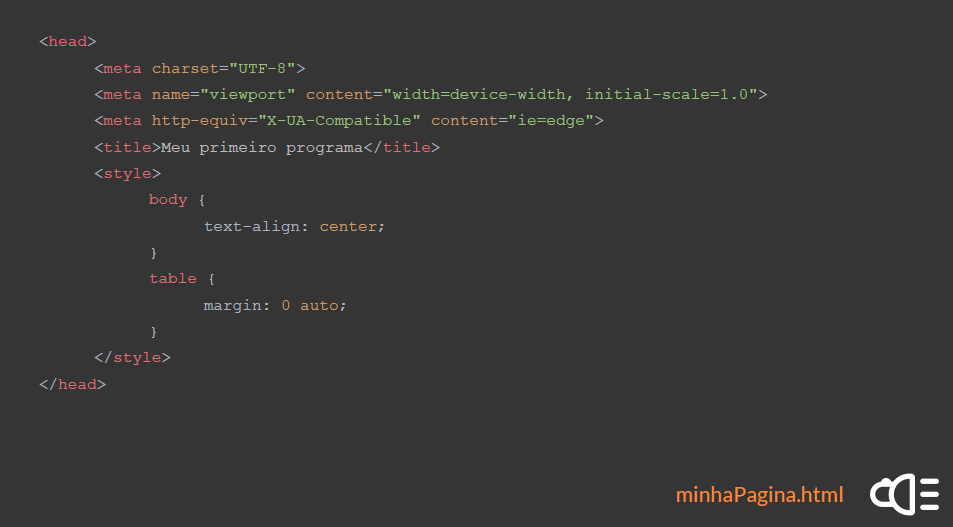 <head>
<meta charset="UTF-8">
<meta name="viewport" content="width=device-width, initial-scale=1.0">
<meta http-equiv="X-UA-Compatible" content="ie=edge">
<title>Meu primeiro programa</title>
<style>
body {
text-align: center;
}
table {
margin: 0 auto;
}
</style>
</head>
minhaPagina.html